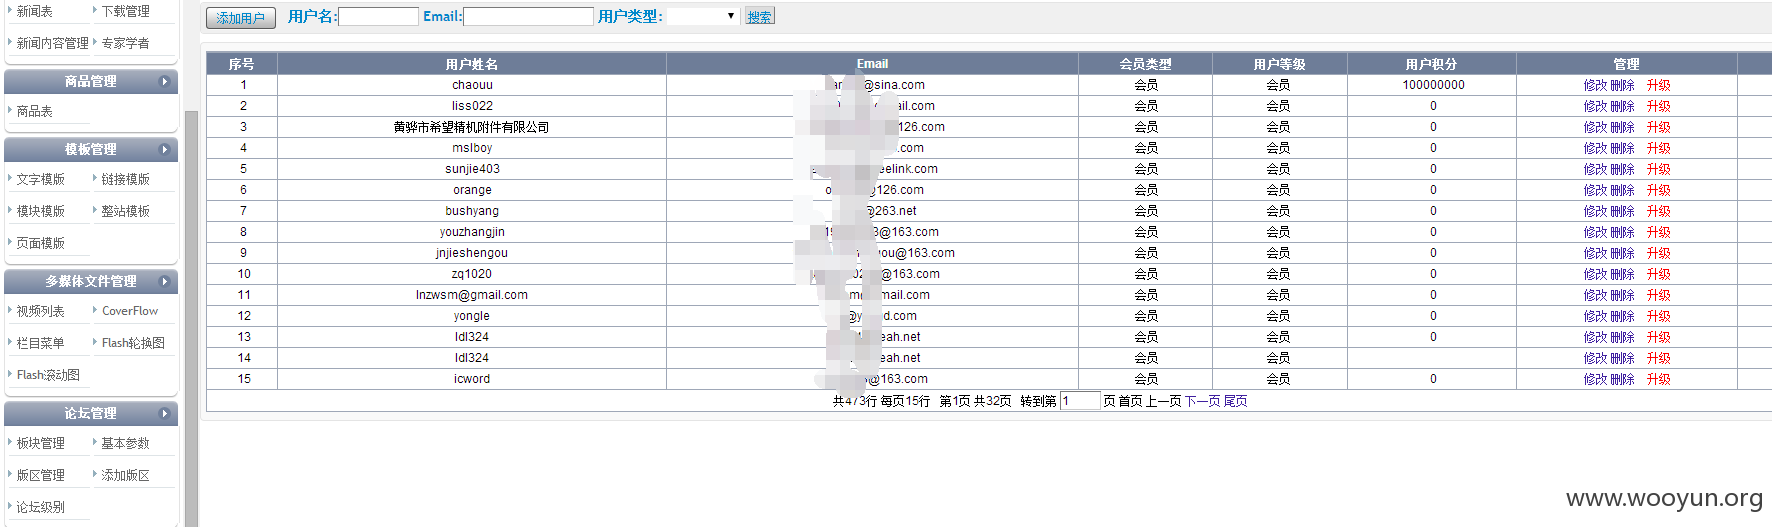 新闻表 下载管理
新闻内容管理 专家学者
商品管理
商品表
模板管理
文字模版 链接模版
模块模版 整站模板
页面模版
多媒体文件管理
视频列表 CoverFlow
栏目菜单 Flash轮换图
Flash滚动图
论坛管理
板块管理 基本参数
版区管理 添加版区
论坛级别
添加用户 用户名: Email: 用户类型: 搜索
序号 用户姓名 Email 会员类型 用户等级 用户积分 管理
1 chaouu @sina.com 会员 会员 100000000 修改 删除 升级
2 liss022 ail.com 会员 会员 0 修改 删除 升级
3 黄骅市希望精机附件有限公司 126.com 会员 会员 0 修改 删除 升级
4 mslboy .com 会员 会员 0 修改 删除 升级
5 sunjie403 eelink.com 会员 会员 0 修改 删除 升级
6 orange @126.com 会员 会员 0 修改 删除 升级
7 bushyang @263.net 会员 会员 0 修改 删除 升级
8 youzhangjin 3@163.com 会员 会员 0 修改 删除 升级
9 jnjieshengou gou@163.com 会员 会员 0 修改 删除 升级
10 zq1020 @163.com 会员 会员 0 修改 删除 升级
11 lnzwsm@gmail.com mail.com 会员 会员 0 修改 删除 升级
12 yongle d.com 会员 会员 0 修改 删除 升级
13 ldl324 eah.net 会员 会员 0 修改 删除 升级
14 ldl324 eah.net 会员 会员 修改 删除 升级
15 icword @163.com 会员 会员 0 修改 删除 升级
共473行 每页15行 第1页 共32页 转到第 1 页 首页 上一页 下一页 尾页
www.wooyun.org